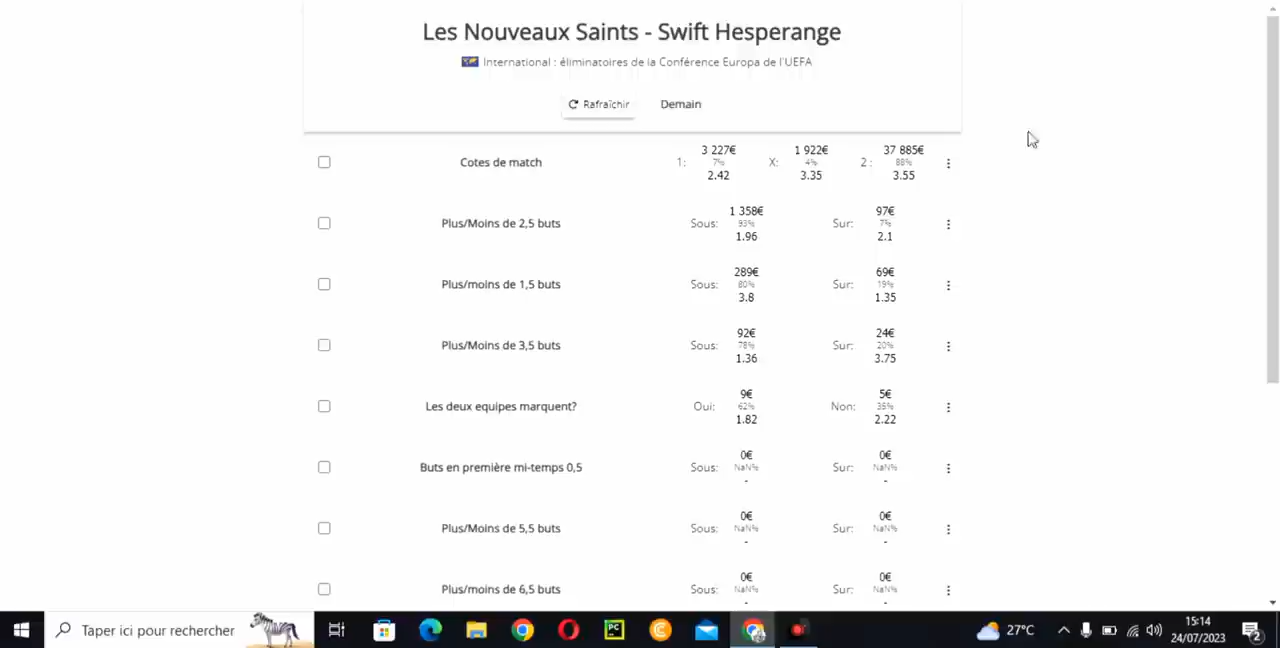 Les Nouveaux Saints - Swift Hesperange
International : éliminatoires de la Conférence Europa de l'UEFA
Rafraîchir Demain
3 227€ 1 922€ 37 885€
Cotes de match 1: 7% X: 4% 2 : 88%
2.42 3.35 3.55
1 358€ 97€
Plus/Moins de 2,5 buts Sous: 93% Sur: 7%
1.96 2.1
289€ 69€
Plus/moins de 1,5 buts Sous: 80% Sur: 19%
3.8 1.35
92€ 24€
Plus/Moins de 3,5 buts Sous: 78% Sur: 20%
1.36 3.75
9€ 5€
Les deux equipes marquent? Oui: 62% Non: 35%
1.82 2.22
0€ 0€
Buts en première mi-temps 0,5 Sous: NaN% Sur: NaN%
- -
0€ 0€
Plus/Moins de 5,5 buts Sous: NaN% Sur: NaN%
- -
0€ 0€
Plus/moins de 6,5 buts Sous: NaN% Sur: NaN%
Taper ici pour rechercher PC 27°C 15:14
24/07/2023 2